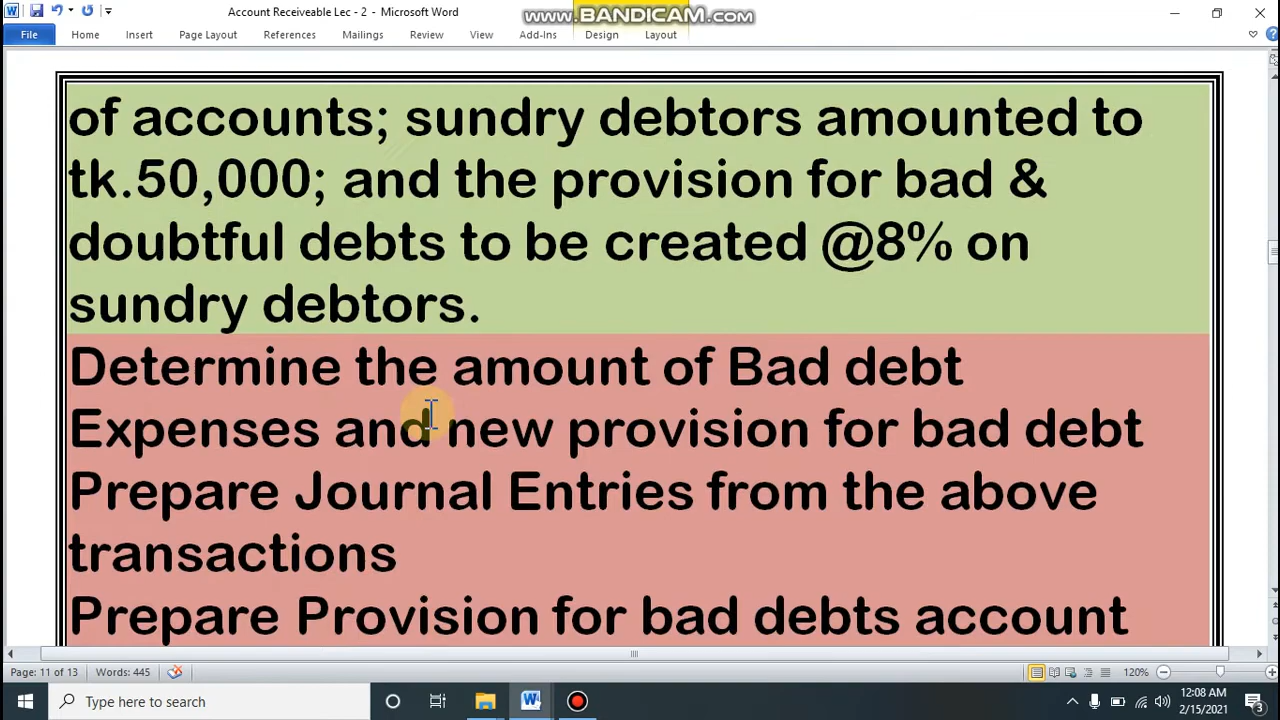 Account Receiveable Lec - 2 - Microsoft Word
www.BANDICAM.com
File Home Insert Page Layout References Mailings Review View Add-Ins Design Layout
of accounts; sundry debtors amounted to
tk.50,000; and the provision for bad &
doubtful debts to be created @8% on
sundry debtors.
Determine the amount of Bad debt
Expenses and new provision for bad debt
Prepare Journal Entries from the above
transactions
Prepare Provision for bad debts account
Page: 11 of 13 Words: 445 120%
Type here to search
12:08 AM
2/15/2021
3